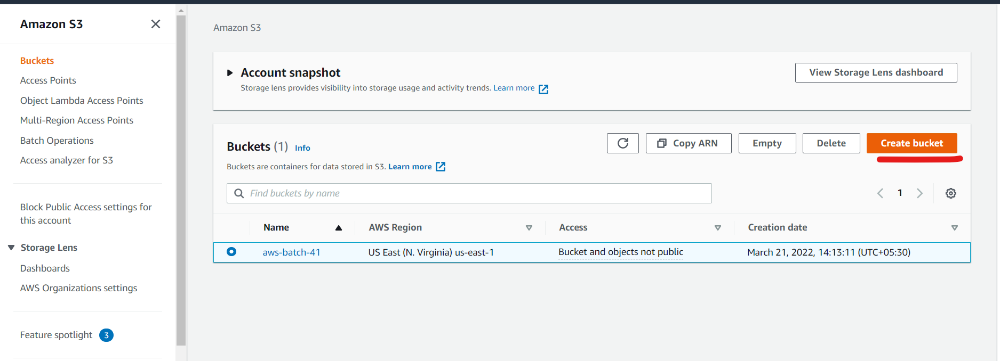 Amazon S3
Buckets
Access Points
Object Lambda Access Points
Multi-Region Access Points
Batch Operations
Access analyzer for S3
Block Public Access settings for
this account
Storage Lens
Dashboards
AWS Organizations settings
Feature spotlight 3
Amazon S3
Account snapshot
View Storage Lens dashboard
Storage lens provides visibility into storage usage and activity trends. Learn more
Buckets (1) Info
Copy ARN Empty Delete Create bucket
Buckets are containers for data stored in S3. Learn more
Find buckets by name
1
Name AWS Region Access Creation date
aws-batch-41 US East (N. Virginia) us-east-1 Bucket and objects not public March 21, 2022, 14:13:11 (UTC+05:30)